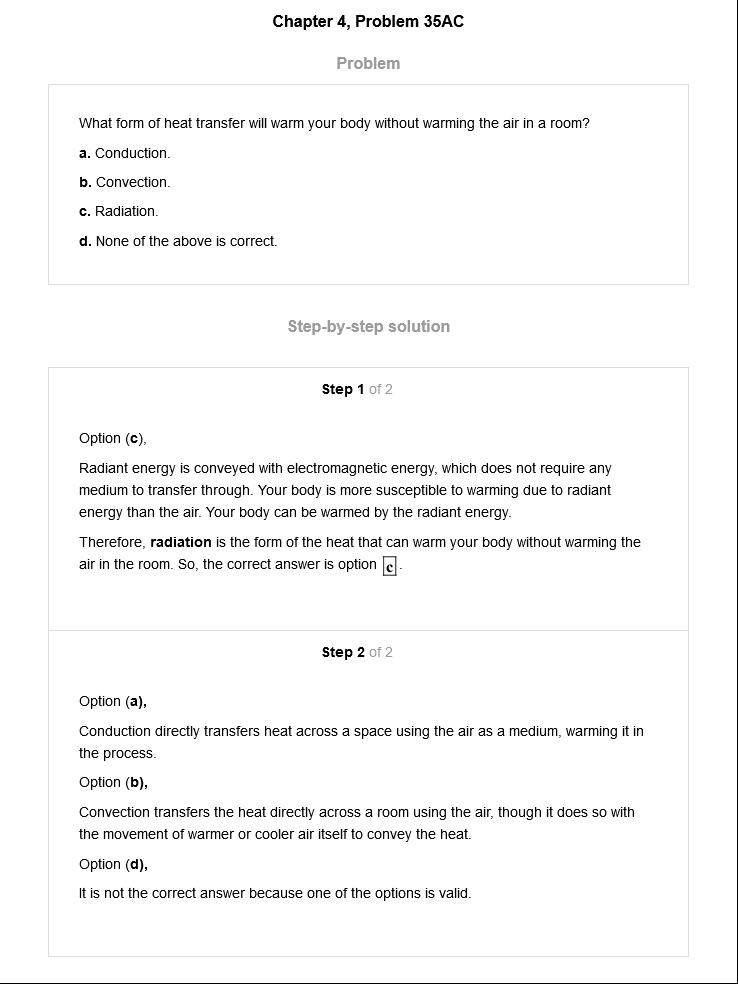 Chapter 4, Problem 35AC
Problem
What form of heat transfer will warm your body without warming the air in a room?
a. Conduction.
b. Convection.
c. Radiation.
d. None of the above is correct.
Step-by-step solution
Step 1 of 2
Option (c),
Radiant energy is conveyed with electromagnetic energy, which does not require any
medium to transfer through. Your body is more susceptible to warming due to radiant
energy than the air. Your body can be warmed by the radiant energy.
Therefore, radiation is the form of the heat that can warm your body without warming the
air in the room. So, the correct answer is option c.
Step 2 of 2
Option (a),
Conduction directly transfers heat across a space using the air as a medium, warming it in
the process.
Option (b),
Convection transfers the heat directly across a room using the air, though it does so with
the movement of warmer or cooler air itself to convey the heat.
Option (d),
It is not the correct answer because one of the options is valid.